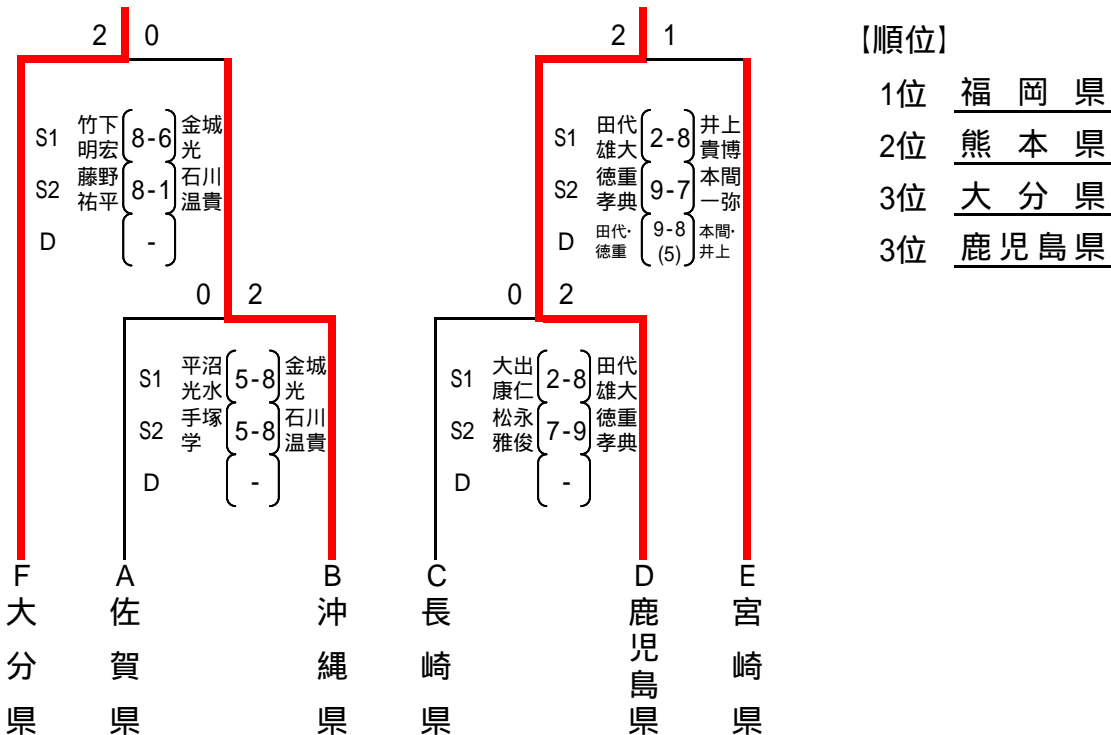 2 0
S1 竹下明宏 8-6 金城光
S2 藤野祐平 8-1 石川温貴
D -
0 2
S1 平沼光水 5-8 金城光
S2 手塚学 5-8 石川温貴
D -
2 1
S1 田代雄大 2-8 井上貴博
S2 徳重孝典 9-7 本間一弥
D 田代・徳重 9-8(5) 本間・井上
0 2
S1 大出康仁 2-8 田代雄大
S2 松永雅俊 7-9 徳重孝典
D -
F 大分県
A 佐賀県
B 沖縄県
C 長崎県
D 鹿児島県
E 宮崎県
【順位】
1位 福岡県
2位 熊本県
3位 大分県
3位 鹿児島県